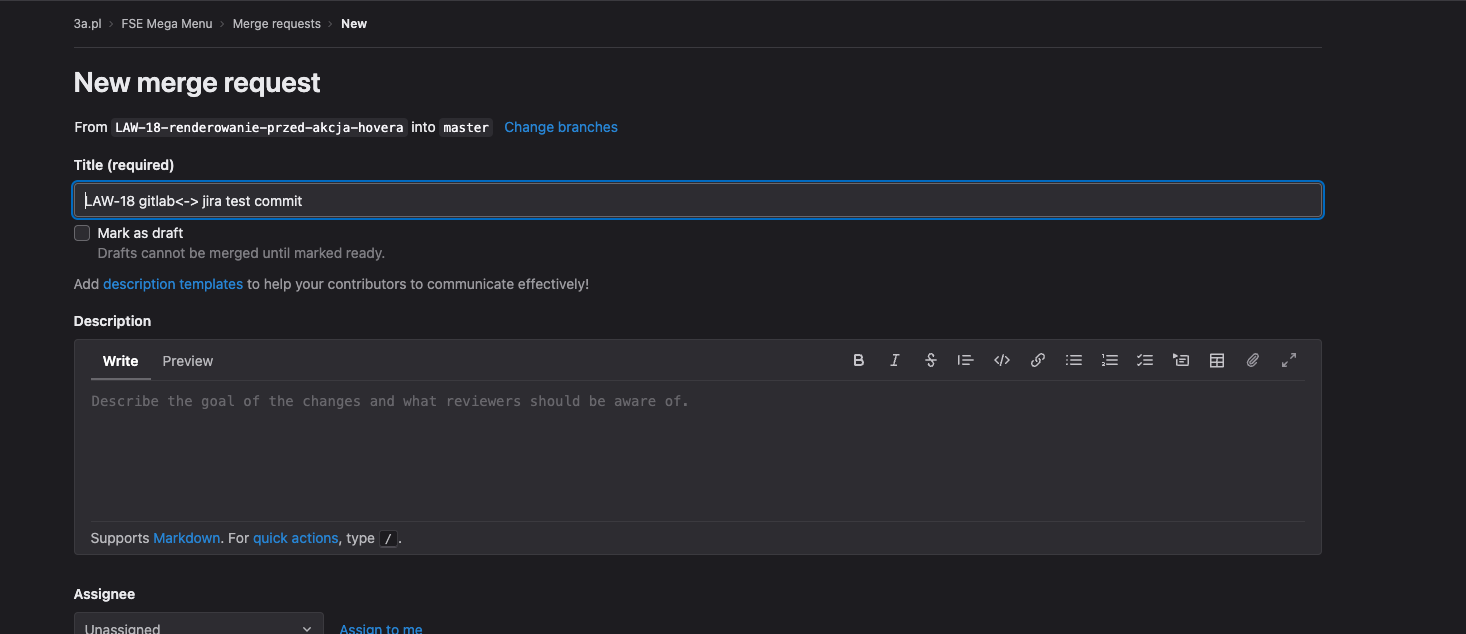 3a.pl › FSE Mega Menu › Merge requests › New
New merge request
From LAW-18-renderowanie-przed-akcja-hovera into master Change branches
Title (required)
LAW-18 gitlab<-> jira test commit
Mark as draft
Drafts cannot be merged until marked ready.
Add description templates to help your contributors to communicate effectively!
Description
Write Preview
Describe the goal of the changes and what reviewers should be aware of.
Supports Markdown. For quick actions, type /.
Assignee
Unassigned Assign to me